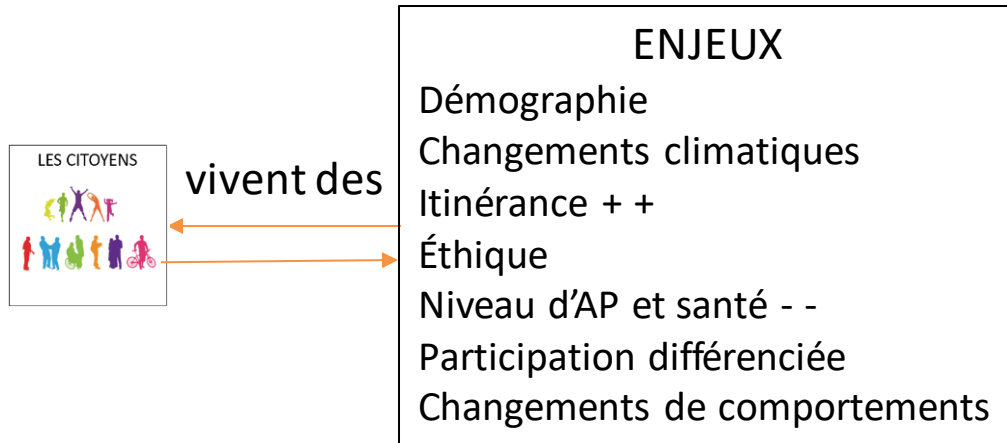 LES CITOYENS
vivent des
ENJEUX
Démographie
Changements climatiques
Itinérance + +
Éthique
Niveau d’AP et santé - -
Participation différenciée
Changements de comportements